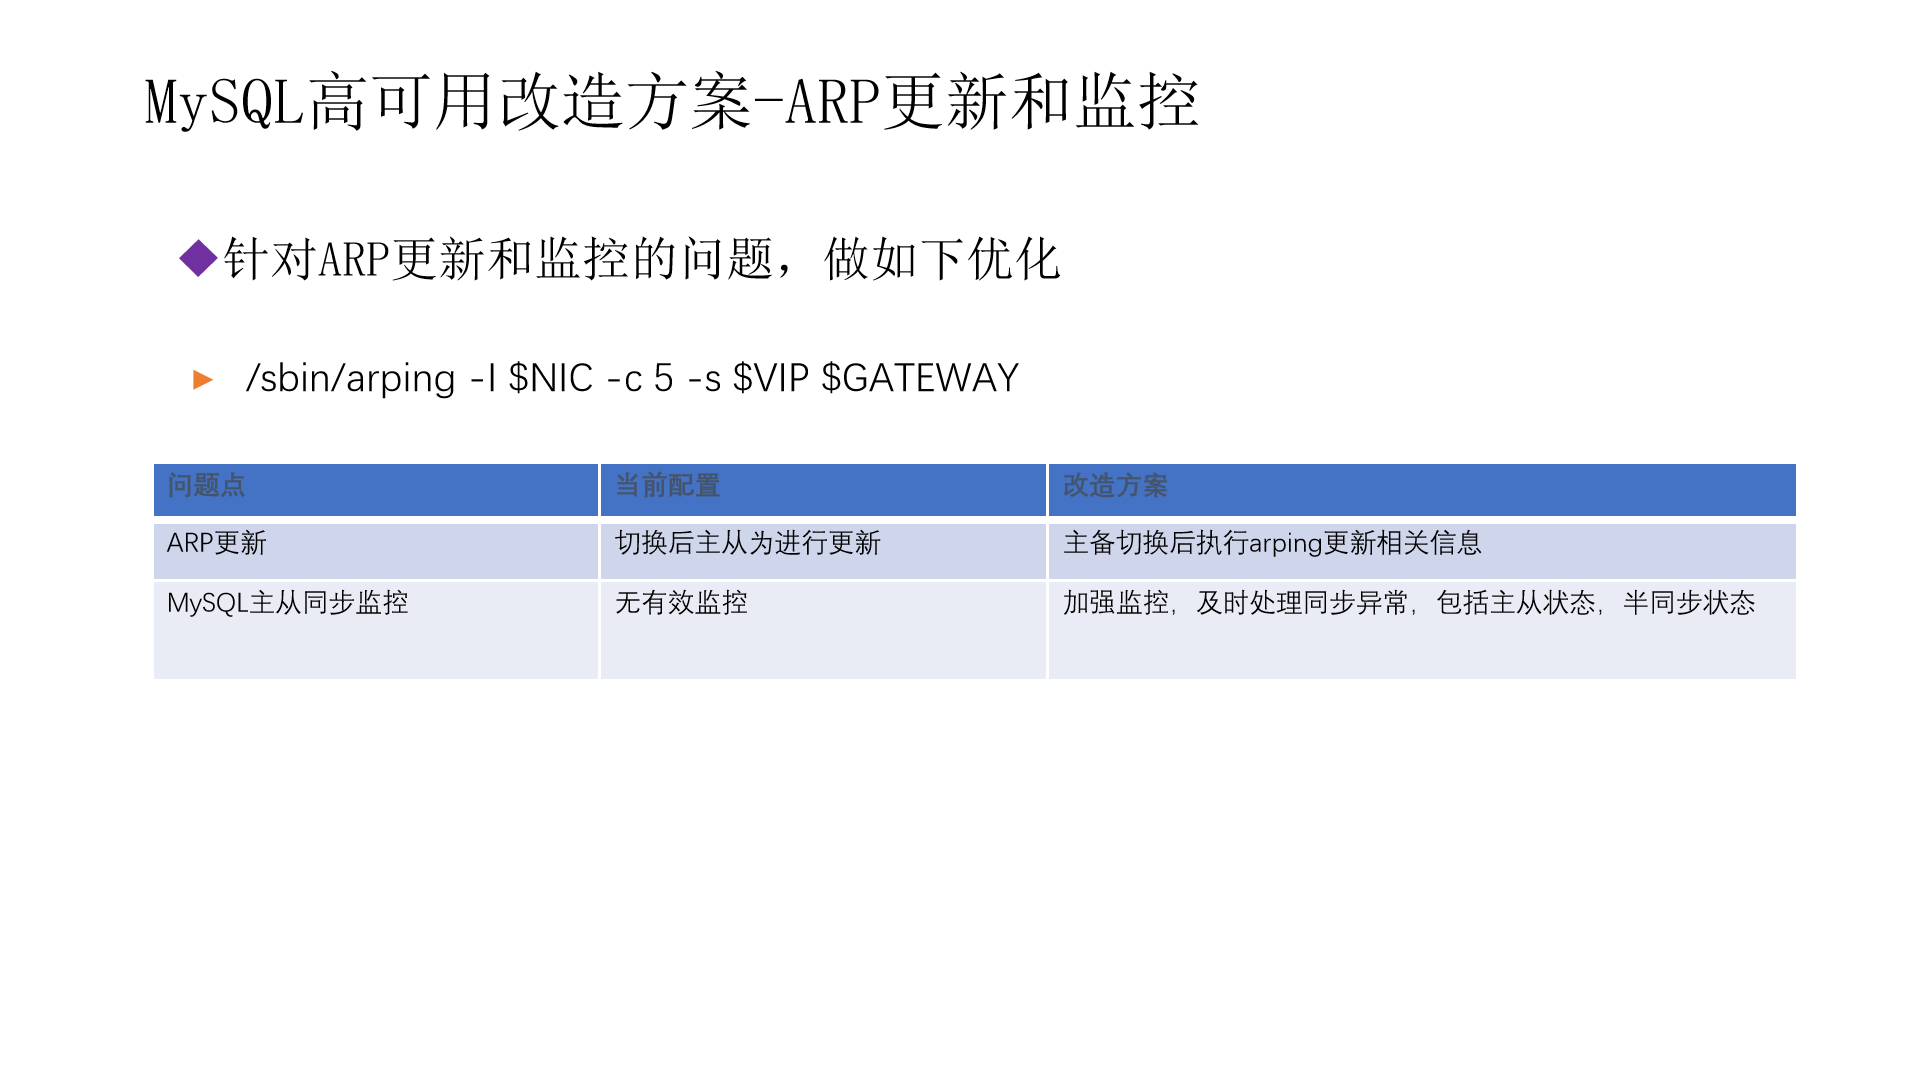 MySQL高可用改造方案-ARP更新和监控
针对ARP更新和监控的问题，做如下优化
/sbin/arping -I $NIC -c 5 -s $VIP $GATEWAY
问题点 当前配置 改造方案
ARP更新 切换后主从为进行更新 主备切换后执行arping更新相关信息
MySQL主从同步监控 无有效监控 加强监控，及时处理同步异常，包括主从状态，半同步状态